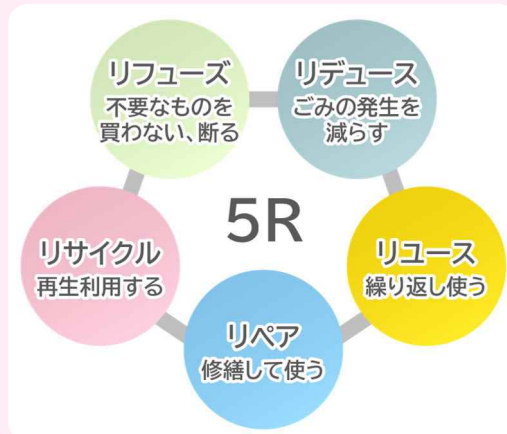 リフューズ
不要なものを
買わない、断る
リデュース
ごみの発生を
減らす
5R
リサイクル
再生利用する
リユース
繰り返し使う
リペア
修繕して使う